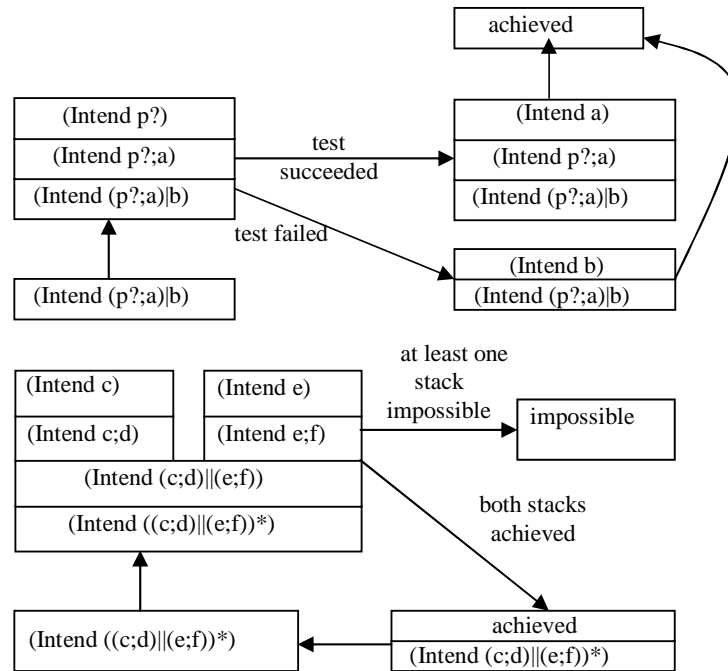 achieved
(Intend p?)
(Intend p?;a)
(Intend (p?;a)|b)
test
succeeded
(Intend a)
(Intend p?;a)
(Intend (p?;a)|b)
test failed
(Intend b)
(Intend (p?;a)|b)
(Intend (p?;a)|b)
(Intend c)
(Intend c;d)
(Intend e)
(Intend e;f)
(Intend (c;d)||(e;f))
(Intend ((c;d)||(e;f))*)
at least one
stack
impossible
impossible
both stacks
achieved
(Intend ((c;d)||(e;f))*)
achieved
(Intend (c;d)||(e;f))*)